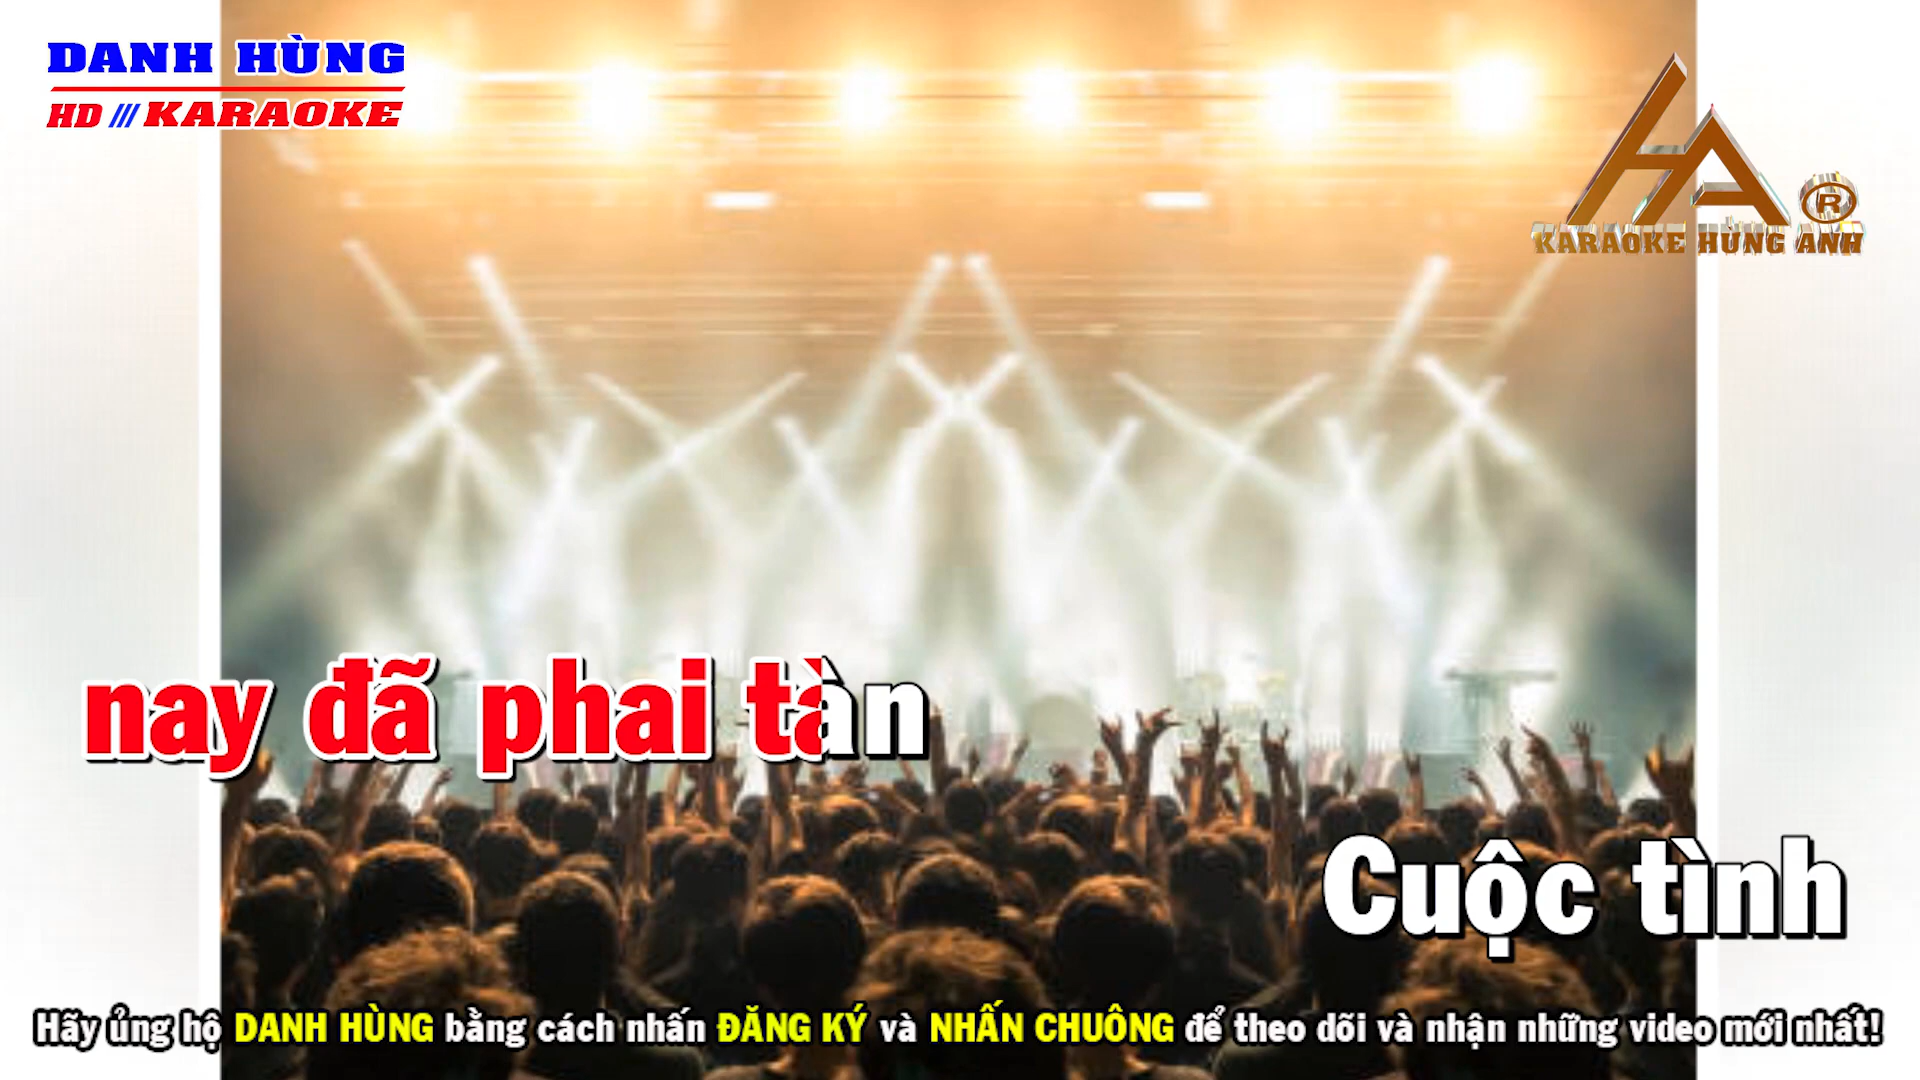 DANH HÙNG
HD /// KARAOKE
HA ®
KARAOKE HÙNG ANH
nay đã phai tàn
Cuộc tình
Hãy ủng hộ DANH HÙNG bằng cách nhấn ĐĂNG KÝ và NHẤN CHUÔNG để theo dõi và nhận những video mới nhất!